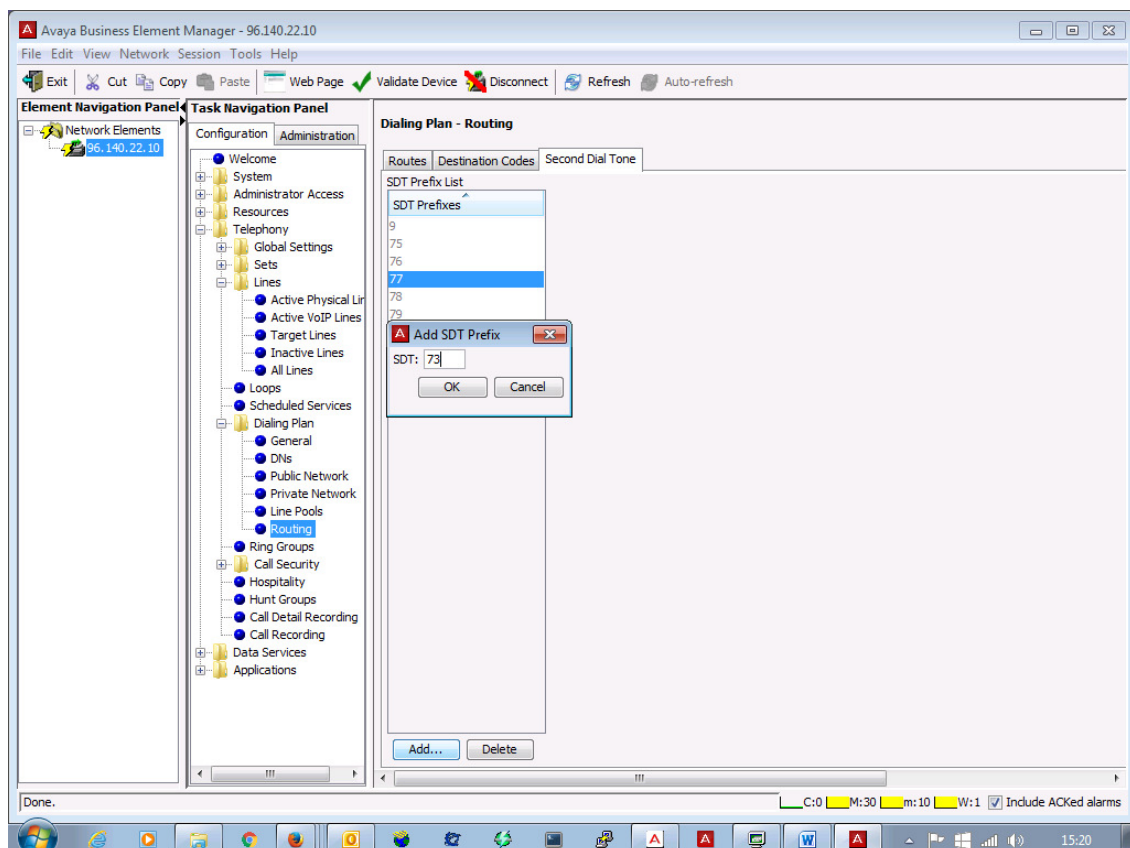 Avaya Business Element Manager - 96.140.22.10
File Edit View Network Session Tools Help
Exit Cut Copy Paste Web Page Validate Device Disconnect Refresh Auto-refresh
Element Navigation Panel
Network Elements
96.140.22.10
Task Navigation Panel
Configuration Administration
Welcome
System
Administrator Access
Resources
Telephony
Global Settings
Sets
Lines
Active Physical Lir
Active VoIP Lines
Target Lines
Inactive Lines
All Lines
Loops
Scheduled Services
Dialing Plan
General
DNs
Public Network
Private Network
Line Pools
Routing
Ring Groups
Call Security
Hospitality
Hunt Groups
Call Detail Recording
Call Recording
Data Services
Applications
Dialing Plan - Routing
Routes Destination Codes Second Dial Tone
SDT Prefix List
SDT Prefixes
9
75
76
77
78
79
Add SDT Prefix
SDT: 73
OK Cancel
Add... Delete
Done.
C:0 M:30 m:10 W:1 Include ACKed alarms
15:20